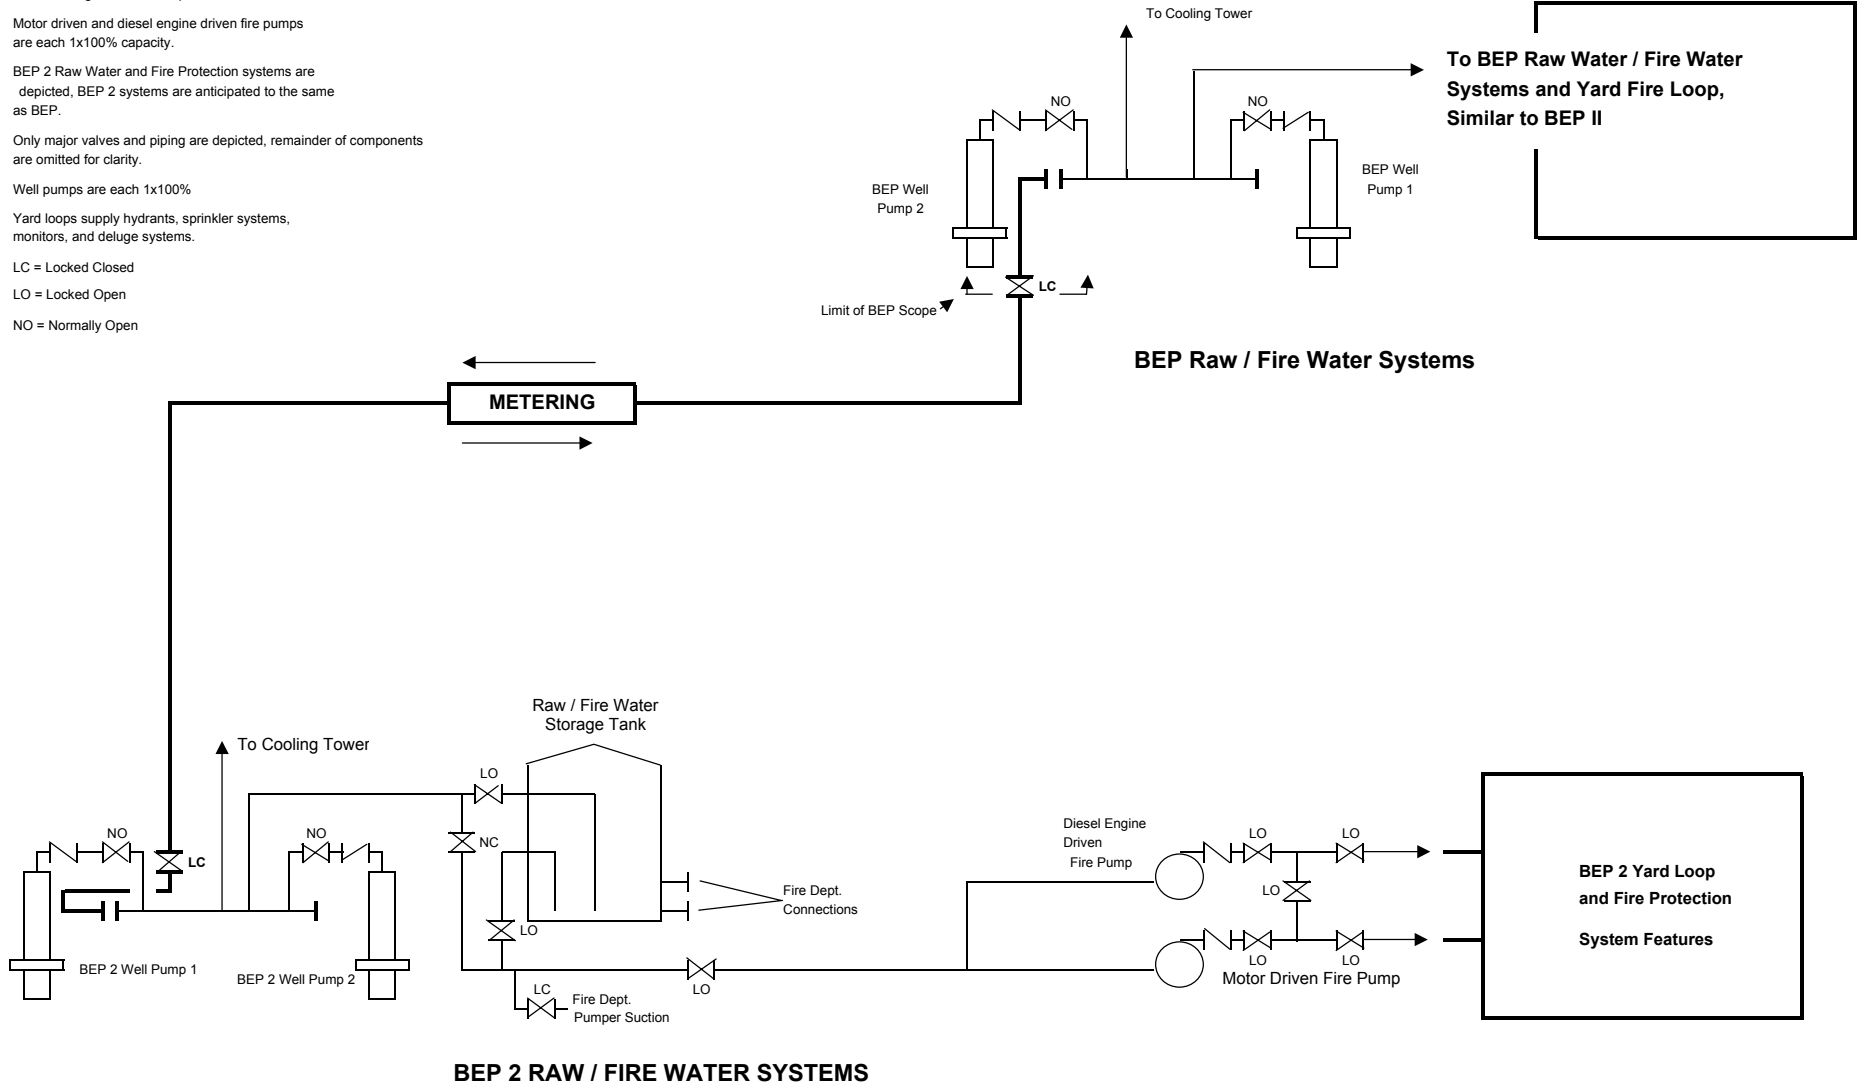 Motor driven and diesel engine driven fire pumps
are each 1x100% capacity.
BEP 2 Raw Water and Fire Protection systems are
depicted, BEP 2 systems are anticipated to the same
as BEP.
Only major valves and piping are depicted, remainder of components
are omitted for clarity.
Well pumps are each 1x100%
Yard loops supply hydrants, sprinkler systems,
monitors, and deluge systems.
LC = Locked Closed
LO = Locked Open
NO = Normally Open
To Cooling Tower
To BEP Raw Water / Fire Water
Systems and Yard Fire Loop,
Similar to BEP II
NO
NO
BEP Well
Pump 2
BEP Well
Pump 1
LC
Limit of BEP Scope
BEP Raw / Fire Water Systems
METERING
Raw / Fire Water
Storage Tank
To Cooling Tower
LO
NO
NO
NC
LC
LO
Fire Dept.
Connections
BEP 2 Well Pump 1
BEP 2 Well Pump 2
LC
Fire Dept.
Pumper Suction
LO
Diesel Engine
Driven
Fire Pump
LO
LO
LO
LO
LO
Motor Driven Fire Pump
BEP 2 Yard Loop
and Fire Protection
System Features
BEP 2 RAW / FIRE WATER SYSTEMS